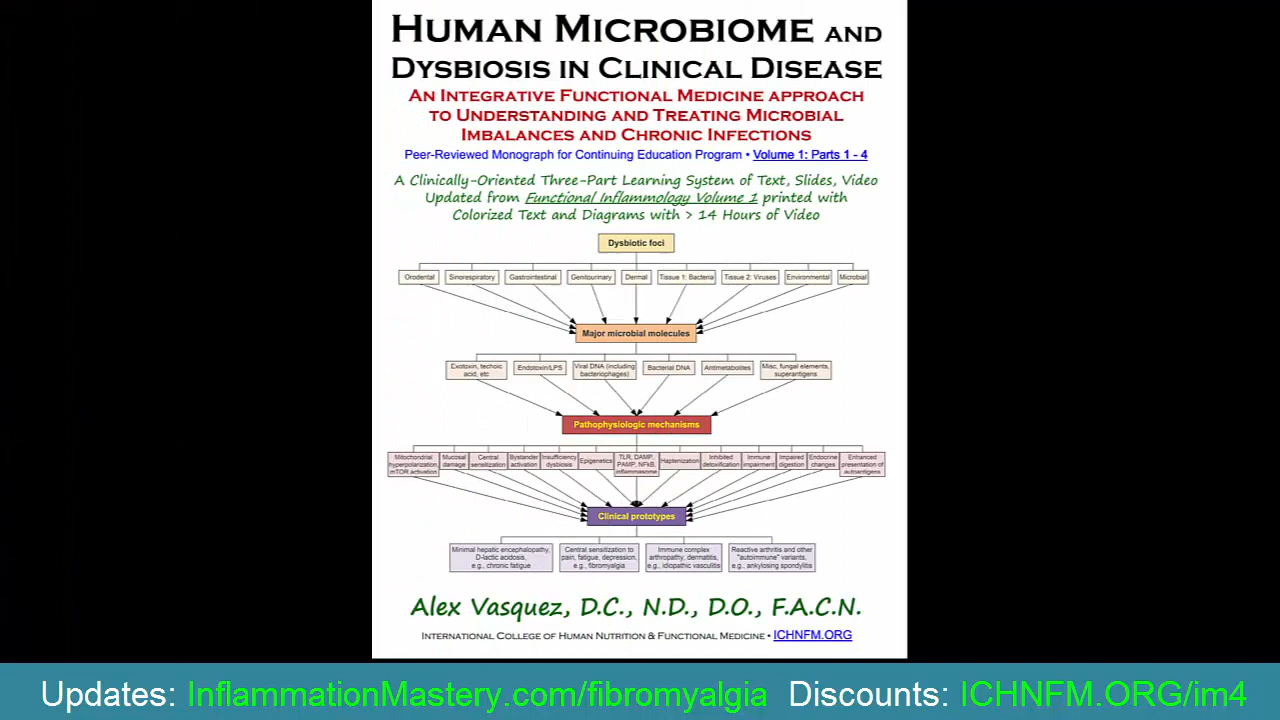 HUMAN MICROBIOME AND
DYSBIOSIS IN CLINICAL DISEASE
AN INTEGRATIVE FUNCTIONAL MEDICINE APPROACH
TO UNDERSTANDING AND TREATING MICROBIAL
IMBALANCES AND CHRONIC INFECTIONS
Peer-Reviewed Monograph for Continuing Education Program • Volume 1: Parts 1 - 4
A Clinically-Oriented Three-Part Learning System of Text, Slides, Video
Updated from Functional Inflammology Volume 1 printed with
Colorized Text and Diagrams with > 14 Hours of Video
Dysbiotic foci
Orodental
Sinorespiratory
Gastrointestinal
Genitourinary
Dermal
Tissue 1: Bacteria
Tissue 2: Viruses
Environmental
Microbial
Major microbial molecules
Exotoxin, techoic
acid, etc
Endotoxin/LPS
Viral DNA (including
bacteriophages)
Bacterial DNA
Antimetabolites
Misc, fungal elements,
superantigens
Pathophysiologic mechanisms
Mitochondrial
hyperpolarization,
mTOR activation
Mucosal
damage
Central
sensitization
Bystander
activation
Insufficiency
dysbiosis
Epigenetics
TLR, DAMP,
PAMP, NFkB,
inflammasome
Haptenization
Inhibited
detoxification
Immune
impairment
Impaired
digestion
Endocrine
changes
Enhanced
presentation of
autoantigens
Clinical prototypes
Minimal hepatic encephalopathy,
D-lactic acidosis,
e.g., chronic fatigue
Central sensitization to
pain, fatigue, depression,
e.g., fibromyalgia
Immune complex
arthropathy, dermatitis,
e.g., idiopathic vasculitis
Reactive arthritis and other
"autoimmune" variants,
e.g., ankylosing spondylitis
Alex Vasquez, D.C., N.D., D.O., F.A.C.N.
INTERNATIONAL COLLEGE OF HUMAN NUTRITION & FUNCTIONAL MEDICINE • ICHNFM.ORG
Updates: InflammationMastery.com/fibromyalgia Discounts: ICHNFM.ORG/im4